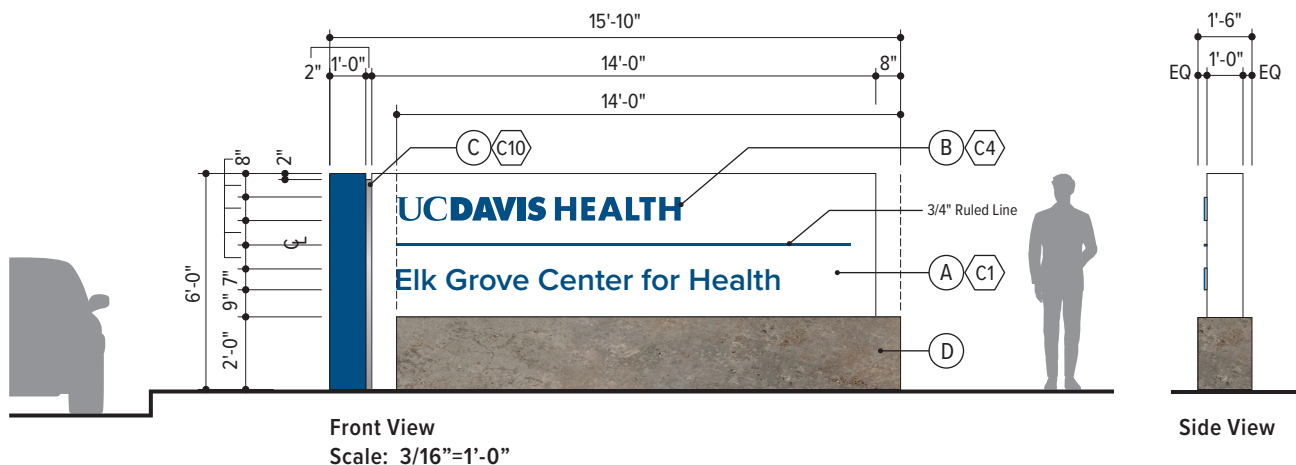 15'-10"
1'-6"
2"
1'-0"
14'-0"
8"
EQ
1'-0"
EQ
14'-0"
8"
2"
C
C10
B
C4
UCDAVIS HEALTH
3/4" Ruled Line
CL
6'-0"
7"
9"
2'-0"
Elk Grove Center for Health
A
C1
D
Front View
Scale: 3/16”=1’-0”
Side View